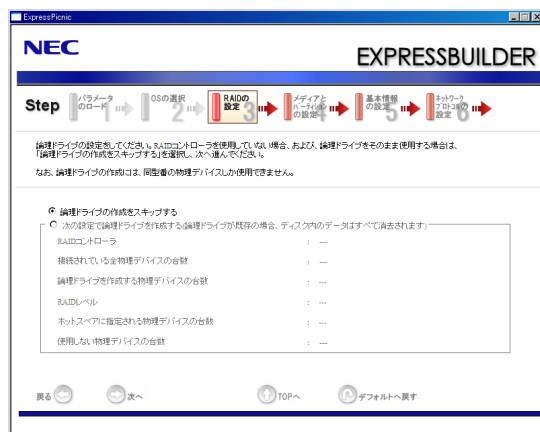 ExpressPicnic
NEC
EXPRESSBUILDER
Step
パラメータのロード 1
OSの選択 2
RAIDの設定 3
メディアとパーティションの設定 4
基本情報の設定 5
ネットワークプロトコルの設定 6
論理ドライブの設定をしてください。RAIDコントローラを使用していない場合、および、論理ドライブをそのまま使用する場合は、
「論理ドライブの作成をスキップする」を選択し、次へ進んでください。
なお、論理ドライブの作成には、同型番の物理デバイスしか使用できません。
論理ドライブの作成をスキップする
次の設定で論理ドライブを作成する(論理ドライブが既存の場合、ディスク内のデータはすべて消去されます)
RAIDコントローラ : ---
接続されている全物理デバイスの台数 : ---
論理ドライブを作成する物理デバイスの台数 : ---
RAIDレベル : ---
ホットスペアに指定される物理デバイスの台数 : ---
使用しない物理デバイスの台数 : ---
戻る 次へ TOPへ デフォルトへ戻す